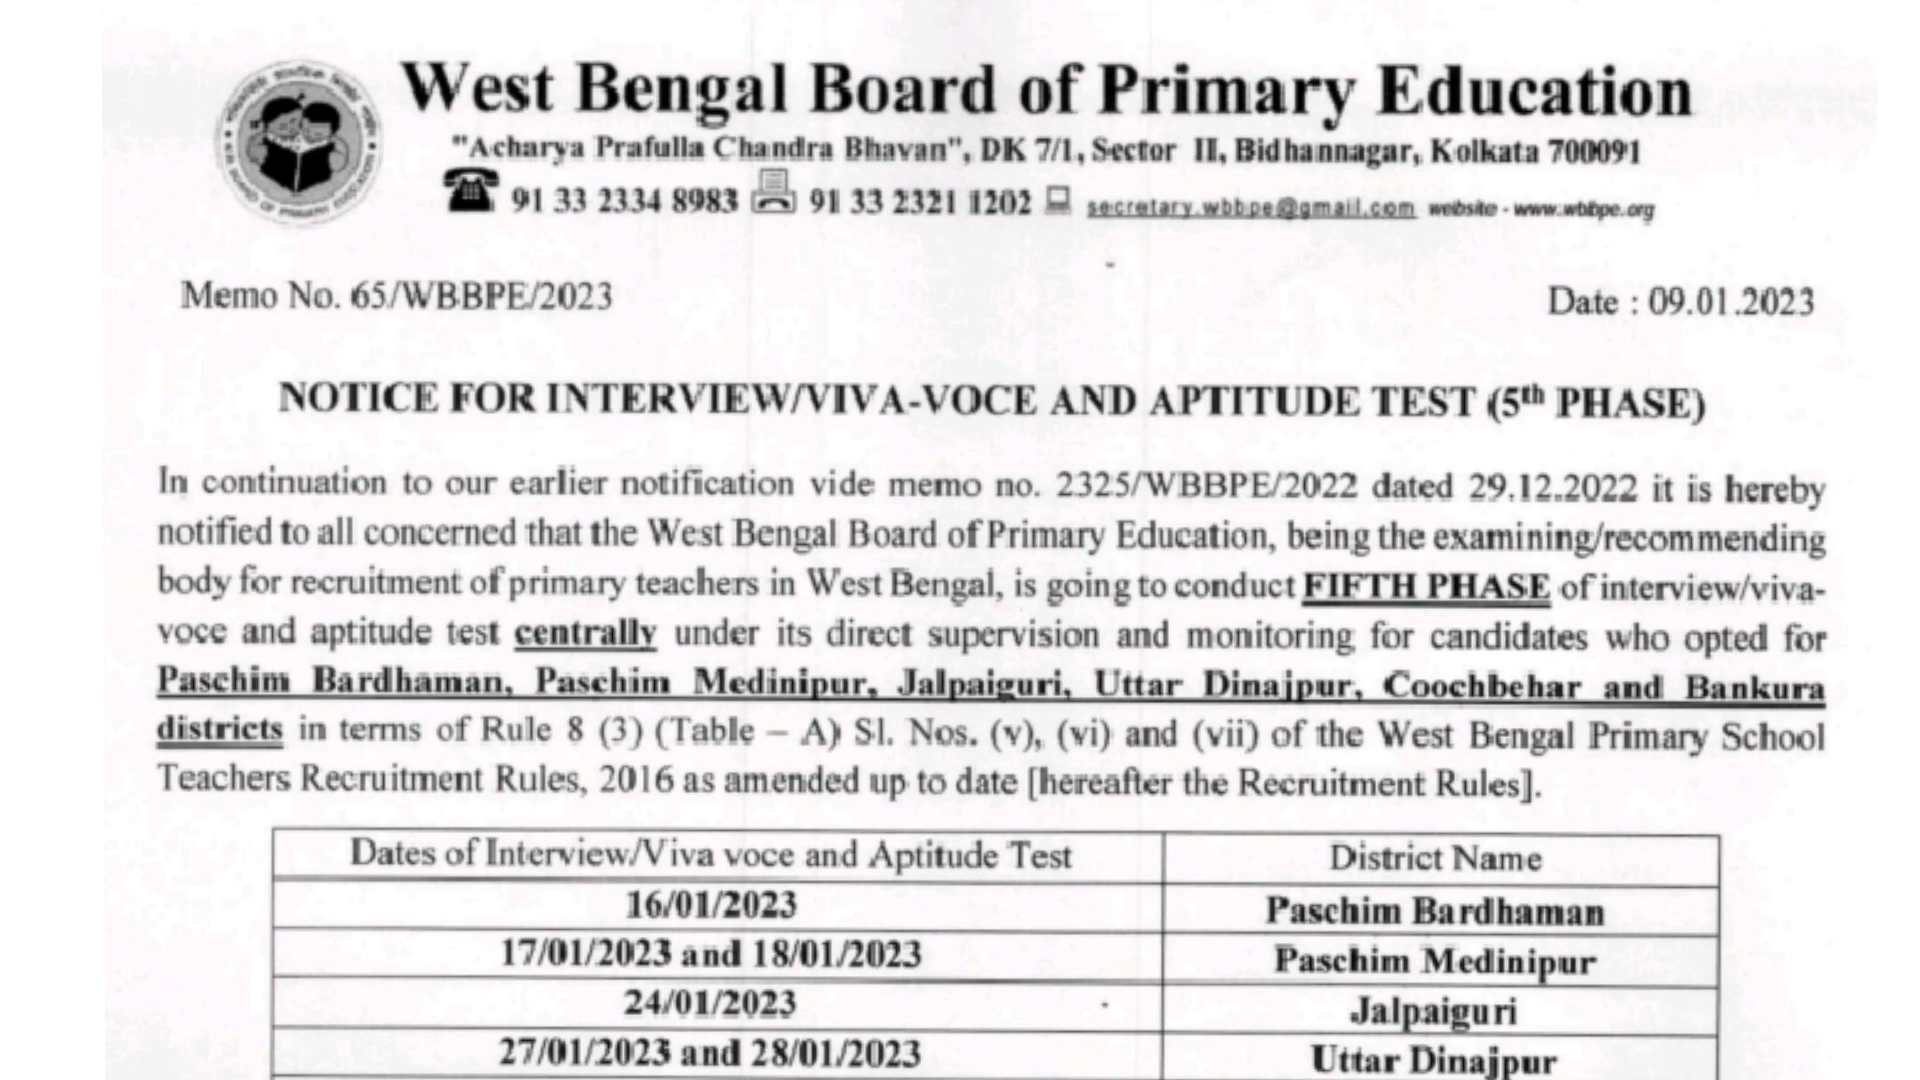 West Bengal Board of Primary Education
"Acharya Prafulla Chandra Bhavan", DK 7/1, Sector II, Bidhannagar, Kolkata 700091
91 33 2334 8983 91 33 2321 1202 secretary.wbbpe@gmail.com website - www.wbbpe.org
Memo No. 65/WBBPE/2023 Date : 09.01.2023
NOTICE FOR INTERVIEW/VIVA-VOCE AND APTITUDE TEST (5th PHASE)
In continuation to our earlier notification vide memo no. 2325/WBBPE/2022 dated 29.12.2022 it is hereby
notified to all concerned that the West Bengal Board of Primary Education, being the examining/recommending
body for recruitment of primary teachers in West Bengal, is going to conduct FIFTH PHASE of interview/viva-
voce and aptitude test centrally under its direct supervision and monitoring for candidates who opted for
Paschim Bardhaman, Paschim Medinipur, Jalpaiguri, Uttar Dinajpur, Coochbehar and Bankura
districts in terms of Rule 8 (3) (Table – A) Sl. Nos. (v), (vi) and (vii) of the West Bengal Primary School
Teachers Recruitment Rules, 2016 as amended up to date [hereafter the Recruitment Rules].
Dates of Interview/Viva voce and Aptitude Test District Name
16/01/2023 Paschim Bardhaman
17/01/2023 and 18/01/2023 Paschim Medinipur
24/01/2023 Jalpaiguri
27/01/2023 and 28/01/2023 Uttar Dinajpur